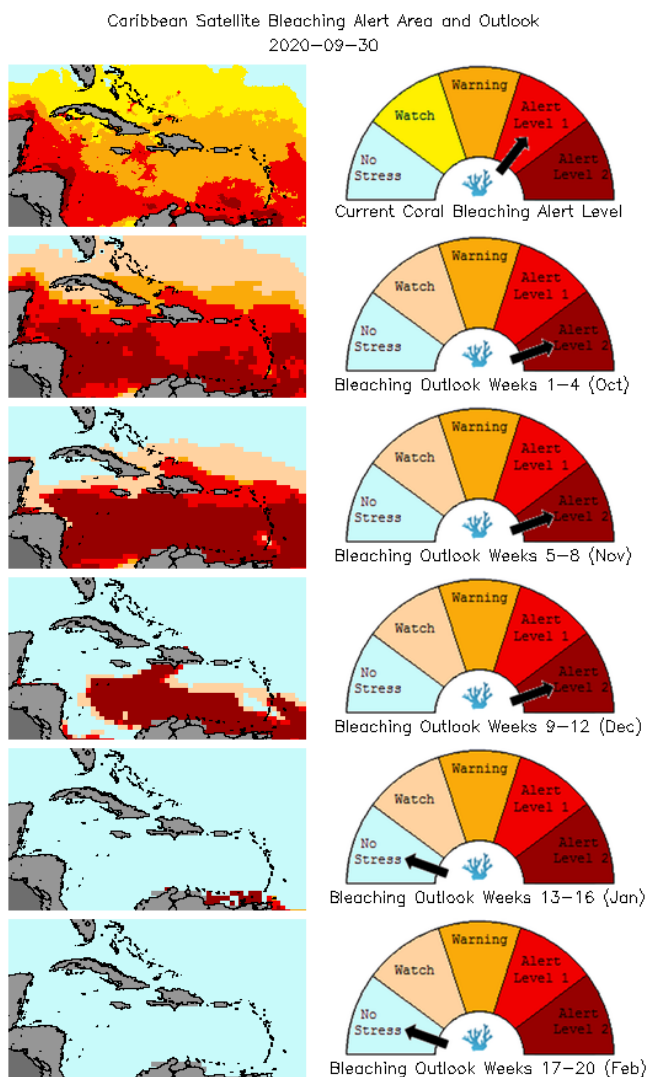 Caribbean Satellite Bleaching Alert Area and Outlook
2020-09-30
Warning
Watch
Alert
Level 1
No
Stress
Alert
Level 2
Current Coral Bleaching Alert Level
Warning
Watch
Alert
Level 1
No
Stress
Alert
Level 2
Bleaching Outlook Weeks 1-4 (Oct)
Warning
Watch
Alert
Level 1
No
Stress
Alert
Level 2
Bleaching Outlook Weeks 5-8 (Nov)
Warning
Watch
Alert
Level 1
No
Stress
Alert
Level 2
Bleaching Outlook Weeks 9-12 (Dec)
Warning
Watch
Alert
Level 1
No
Stress
Alert
Level 2
Bleaching Outlook Weeks 13-16 (Jan)
Warning
Watch
Alert
Level 1
No
Stress
Alert
Level 2
Bleaching Outlook Weeks 17-20 (Feb)